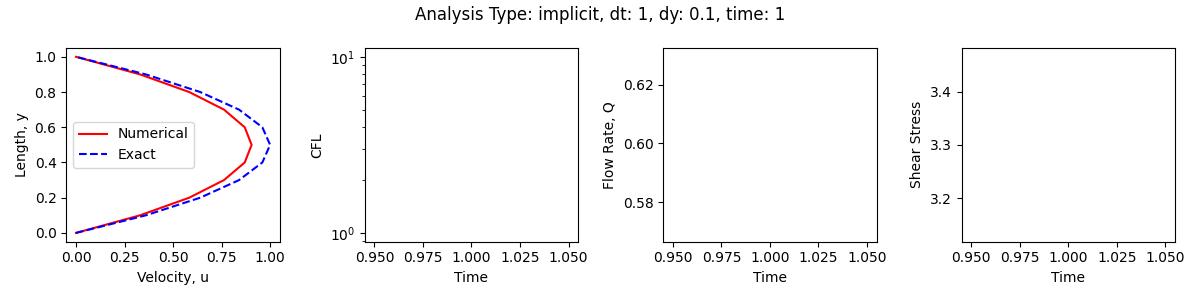 Analysis Type: implicit, dt: 1, dy: 0.1, time: 1
Length, y
1.0
0.8
0.6
0.4
0.2
0.0
Numerical
Exact
0.00 0.25 0.50 0.75 1.00
Velocity, u
CFL
10¹
10⁰
0.950 0.975 1.000 1.025 1.050
Time
Flow Rate, Q
0.62
0.60
0.58
0.950 0.975 1.000 1.025 1.050
Time
Shear Stress
3.4
3.3
3.2
0.950 0.975 1.000 1.025 1.050
Time